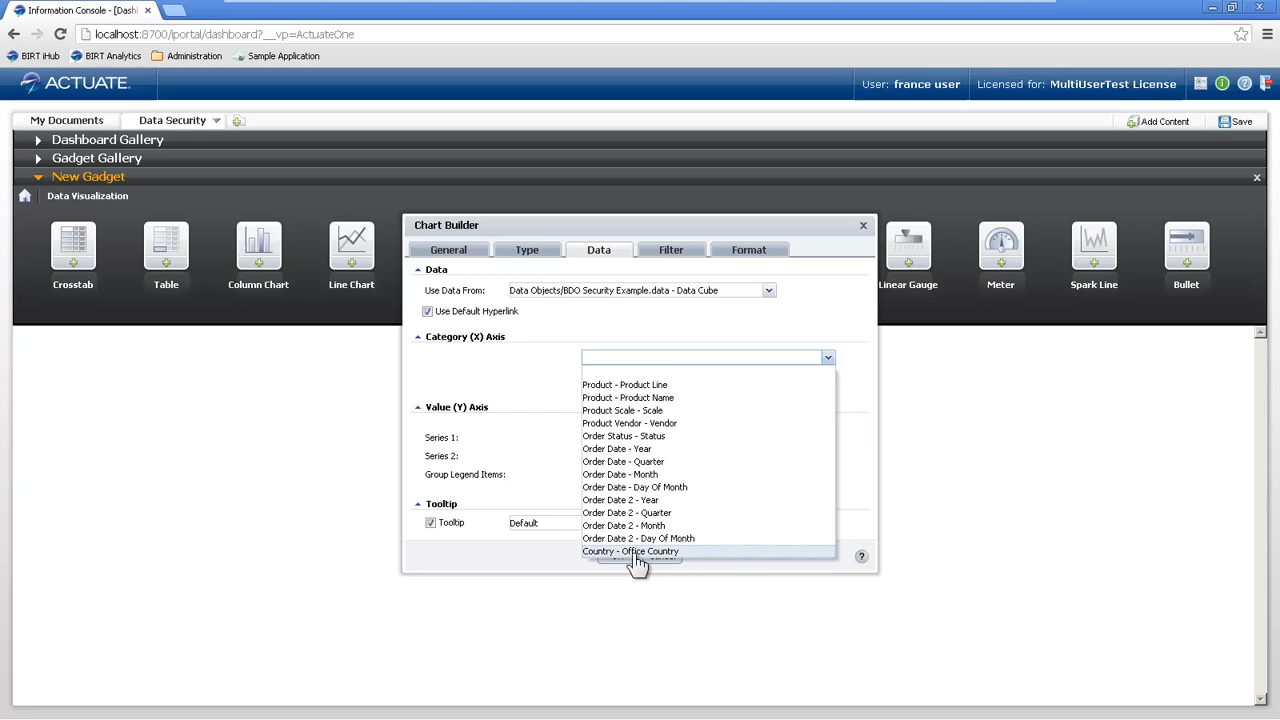 Information Console - [Dashl
localhost:8700/iportal/dashboard?__vp=ActuateOne
BIRT iHub
BIRT Analytics
Administration
Sample Application
ACTUATE
User: france user
Licensed for: MultiUserTest License
My Documents
Data Security
Add Content
Save
Dashboard Gallery
Gadget Gallery
New Gadget
Data Visualization
Crosstab
Table
Column Chart
Line Chart
Linear Gauge
Meter
Spark Line
Bullet
Chart Builder
General
Type
Data
Filter
Format
Data
Use Data From:
Data Objects/BDO Security Example.data - Data Cube
Use Default Hyperlink
Category (X) Axis
Product - Product Line
Product - Product Name
Product Scale - Scale
Product Vendor - Vendor
Order Status - Status
Order Date - Year
Order Date - Quarter
Order Date - Month
Order Date - Day Of Month
Order Date 2 - Year
Order Date 2 - Quarter
Order Date 2 - Month
Order Date 2 - Day Of Month
Country - Office Country
Value (Y) Axis
Series 1:
Series 2:
Group Legend Items:
Tooltip
Tooltip
Default